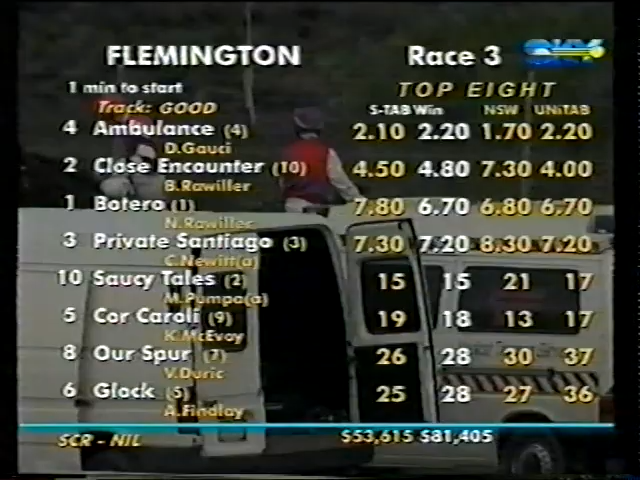 FLEMINGTON Race 3 SKY
1 min to start TOP EIGHT
Track: GOOD S-TAB Win NSW UNiTAB
4 Ambulance (4) 2.10 2.20 1.70 2.20
D.Gauci
2 Close Encounter (10) 4.50 4.80 7.30 4.00
B.Rawiller
1 Botero (1) 7.80 6.70 6.80 6.70
N.Rawiller
3 Private Santiago (3) 7.30 7.20 8.30 7.20
C.Newitt(a)
10 Saucy Tales (2) 15 15 21 17
M.Pumpa(a)
5 Cor Caroli (9) 19 18 13 17
K.McEvoy
8 Our Spur (7) 26 28 30 37
V.Duric
6 Glock (5) 25 28 27 36
A.Findlay
SCR - NIL $53,615 $81,405